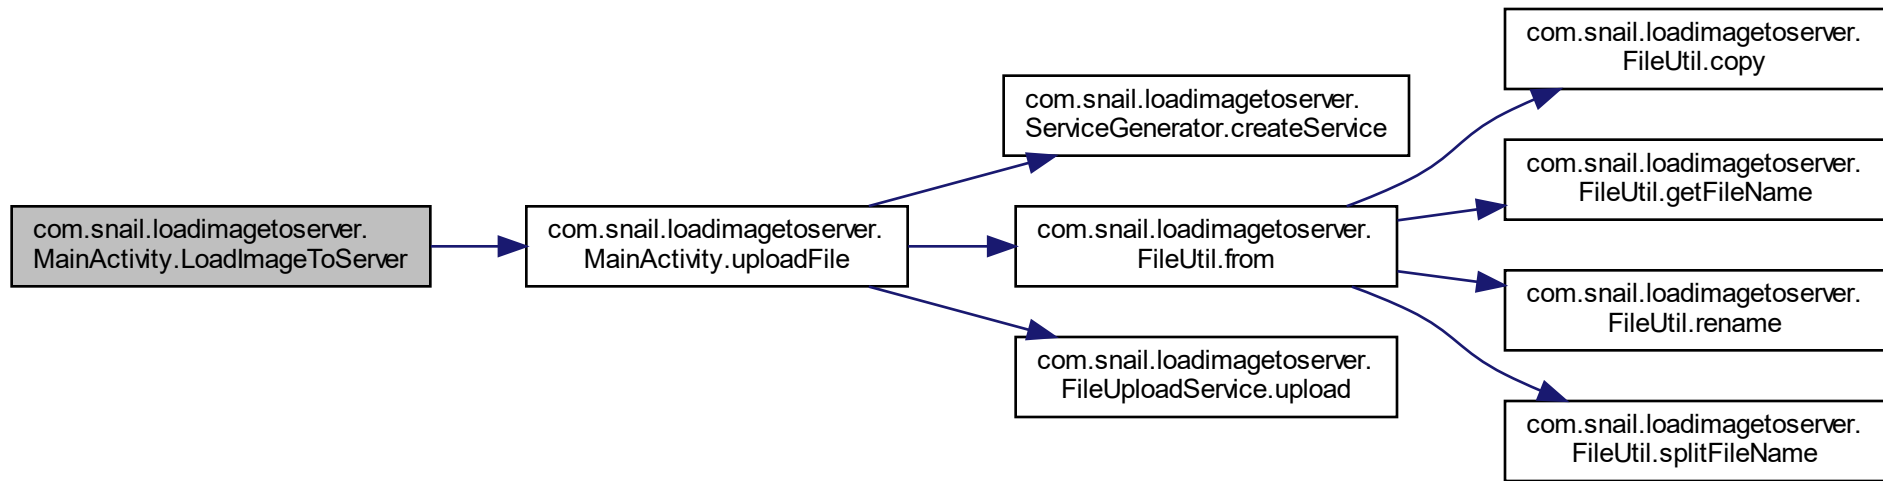 com.snail.loadimagetoserver.
MainActivity.LoadImageToServer
com.snail.loadimagetoserver.
MainActivity.uploadFile
com.snail.loadimagetoserver.
ServiceGenerator.createService
com.snail.loadimagetoserver.
FileUtil.from
com.snail.loadimagetoserver.
FileUploadService.upload
com.snail.loadimagetoserver.
FileUtil.copy
com.snail.loadimagetoserver.
FileUtil.getFileName
com.snail.loadimagetoserver.
FileUtil.rename
com.snail.loadimagetoserver.
FileUtil.splitFileName